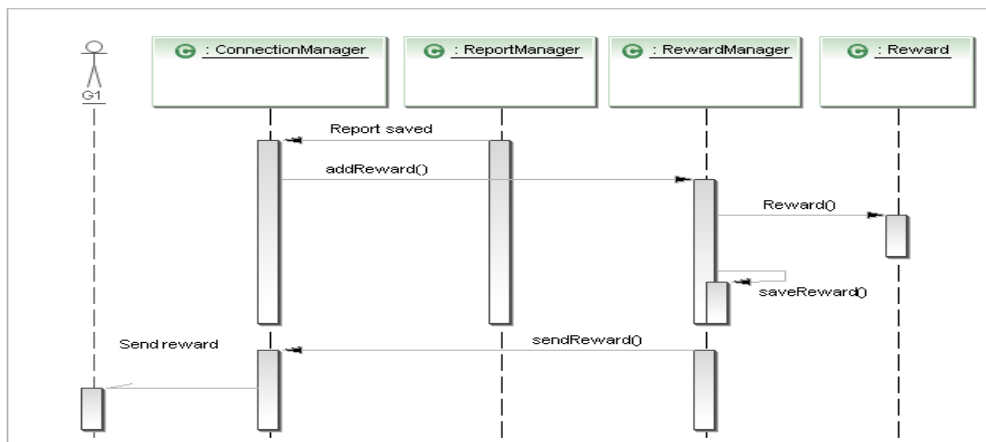 : ConnectionManager
: ReportManager
: RewardManager
: Reward
G1
Report saved
addReward()
Reward()
saveReward()
sendReward()
Send reward